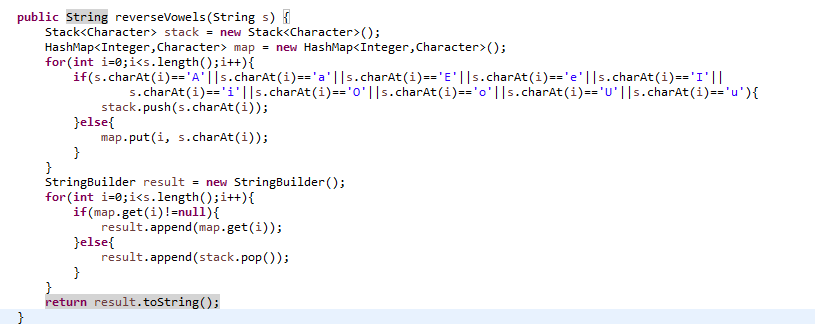 public String reverseVowels(String s) {
    Stack<Character> stack = new Stack<Character>();
    HashMap<Integer,Character> map = new HashMap<Integer,Character>();
    for(int i=0;i<s.length();i++){
        if(s.charAt(i)=='A'||s.charAt(i)=='a'||s.charAt(i)=='E'||s.charAt(i)=='e'||s.charAt(i)=='I'||
                s.charAt(i)=='i'||s.charAt(i)=='O'||s.charAt(i)=='o'||s.charAt(i)=='U'||s.charAt(i)=='u'){
            stack.push(s.charAt(i));
        }else{
            map.put(i, s.charAt(i));
        }
    }
    StringBuilder result = new StringBuilder();
    for(int i=0;i<s.length();i++){
        if(map.get(i)!=null){
            result.append(map.get(i));
        }else{
            result.append(stack.pop());
        }
    }
    return result.toString();
}